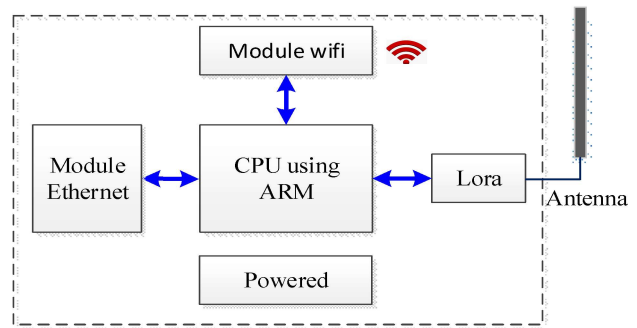 Module wifi
Module
Ethernet
CPU using
ARM
Lora
Antenna
Powered